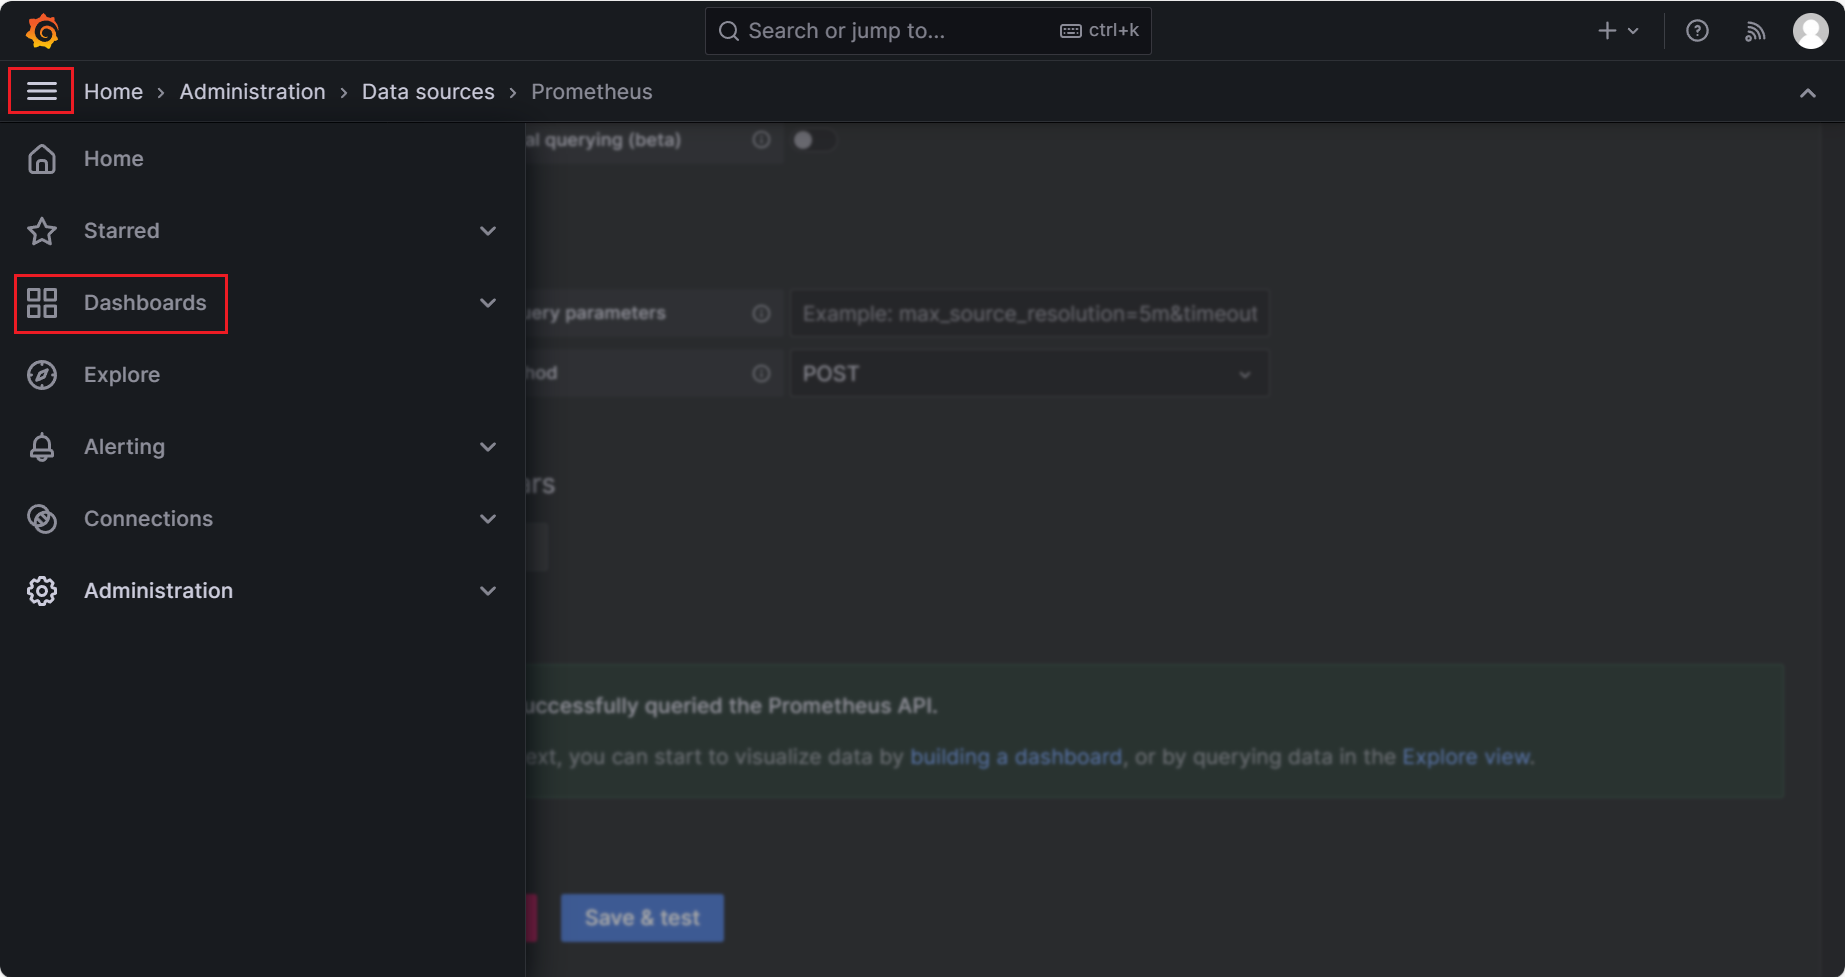 Search or jump to... ctrl+k
Home › Administration › Data sources › Prometheus
Home
Starred
Dashboards
Explore
Alerting
Connections
Administration
al querying (beta)
uery parameters Example: max_source_resolution=5m&timeout
hod POST
ars
uccessfully queried the Prometheus API.
ext, you can start to visualize data by building a dashboard, or by querying data in the Explore view.
Save & test